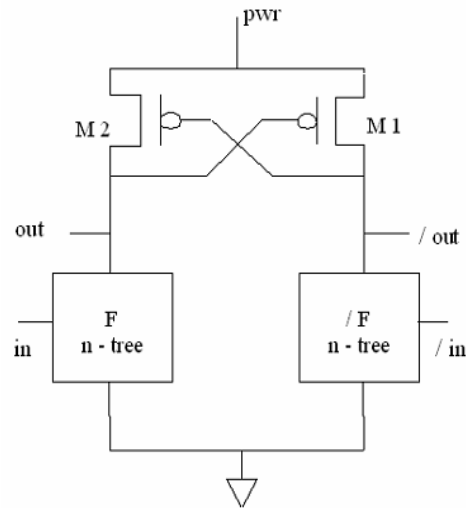 pwr
M 2
M 1
out
/ out
F
n - tree
/ F
n - tree
in
/ in